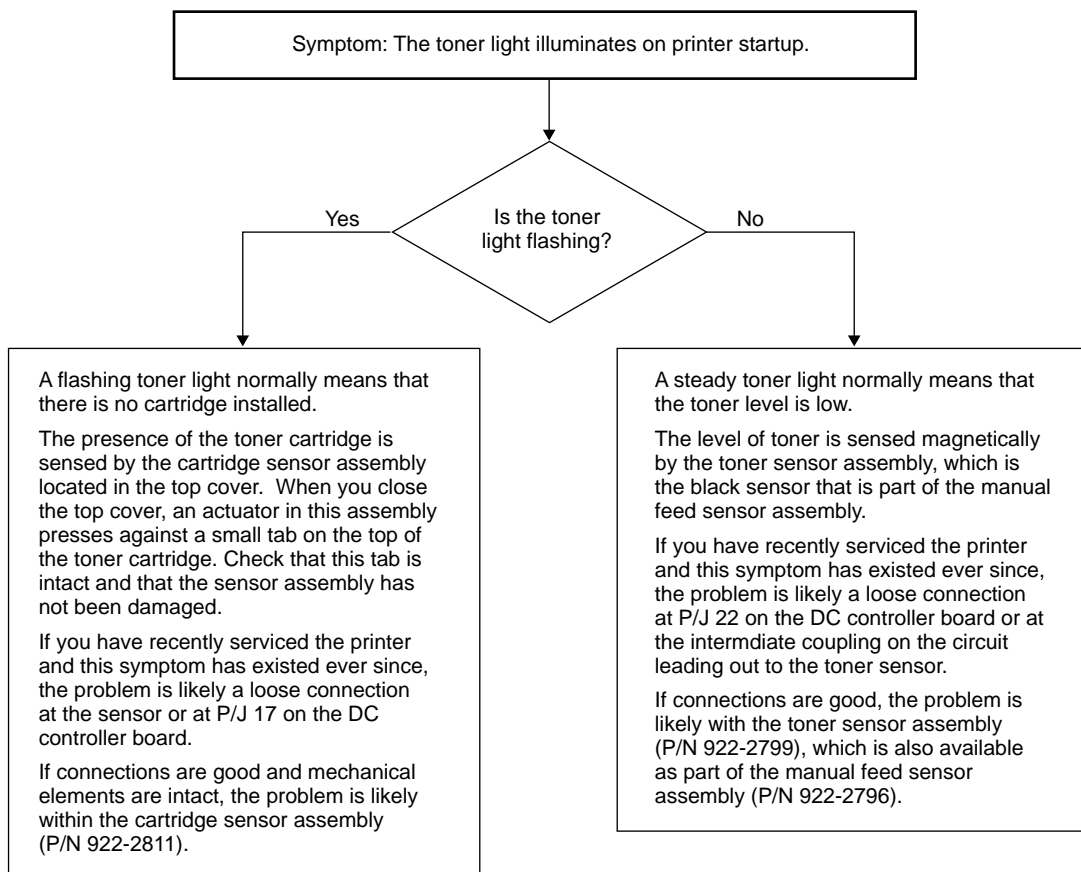 Symptom: The toner light illuminates on printer startup.
Is the toner
light flashing?
Yes
No
A flashing toner light normally means that
there is no cartridge installed.
The presence of the toner cartridge is
sensed by the cartridge sensor assembly
located in the top cover.  When you close
the top cover, an actuator in this assembly
presses against a small tab on the top of
the toner cartridge. Check that this tab is
intact and that the sensor assembly has
not been damaged.
If you have recently serviced the printer
and this symptom has existed ever since,
the problem is likely a loose connection
at the sensor or at P/J 17 on the DC
controller board.
If connections are good and mechanical
elements are intact, the problem is likely
within the cartridge sensor assembly
(P/N 922-2811).
A steady toner light normally means that
the toner level is low.
The level of toner is sensed magnetically
by the toner sensor assembly, which is
the black sensor that is part of the manual
feed sensor assembly.
If you have recently serviced the printer
and this symptom has existed ever since,
the problem is likely a loose connection
at P/J 22 on the DC controller board or at
the intermdiate coupling on the circuit
leading out to the toner sensor.
If connections are good, the problem is
likely with the toner sensor assembly
(P/N 922-2799), which is also available
as part of the manual feed sensor
assembly (P/N 922-2796).